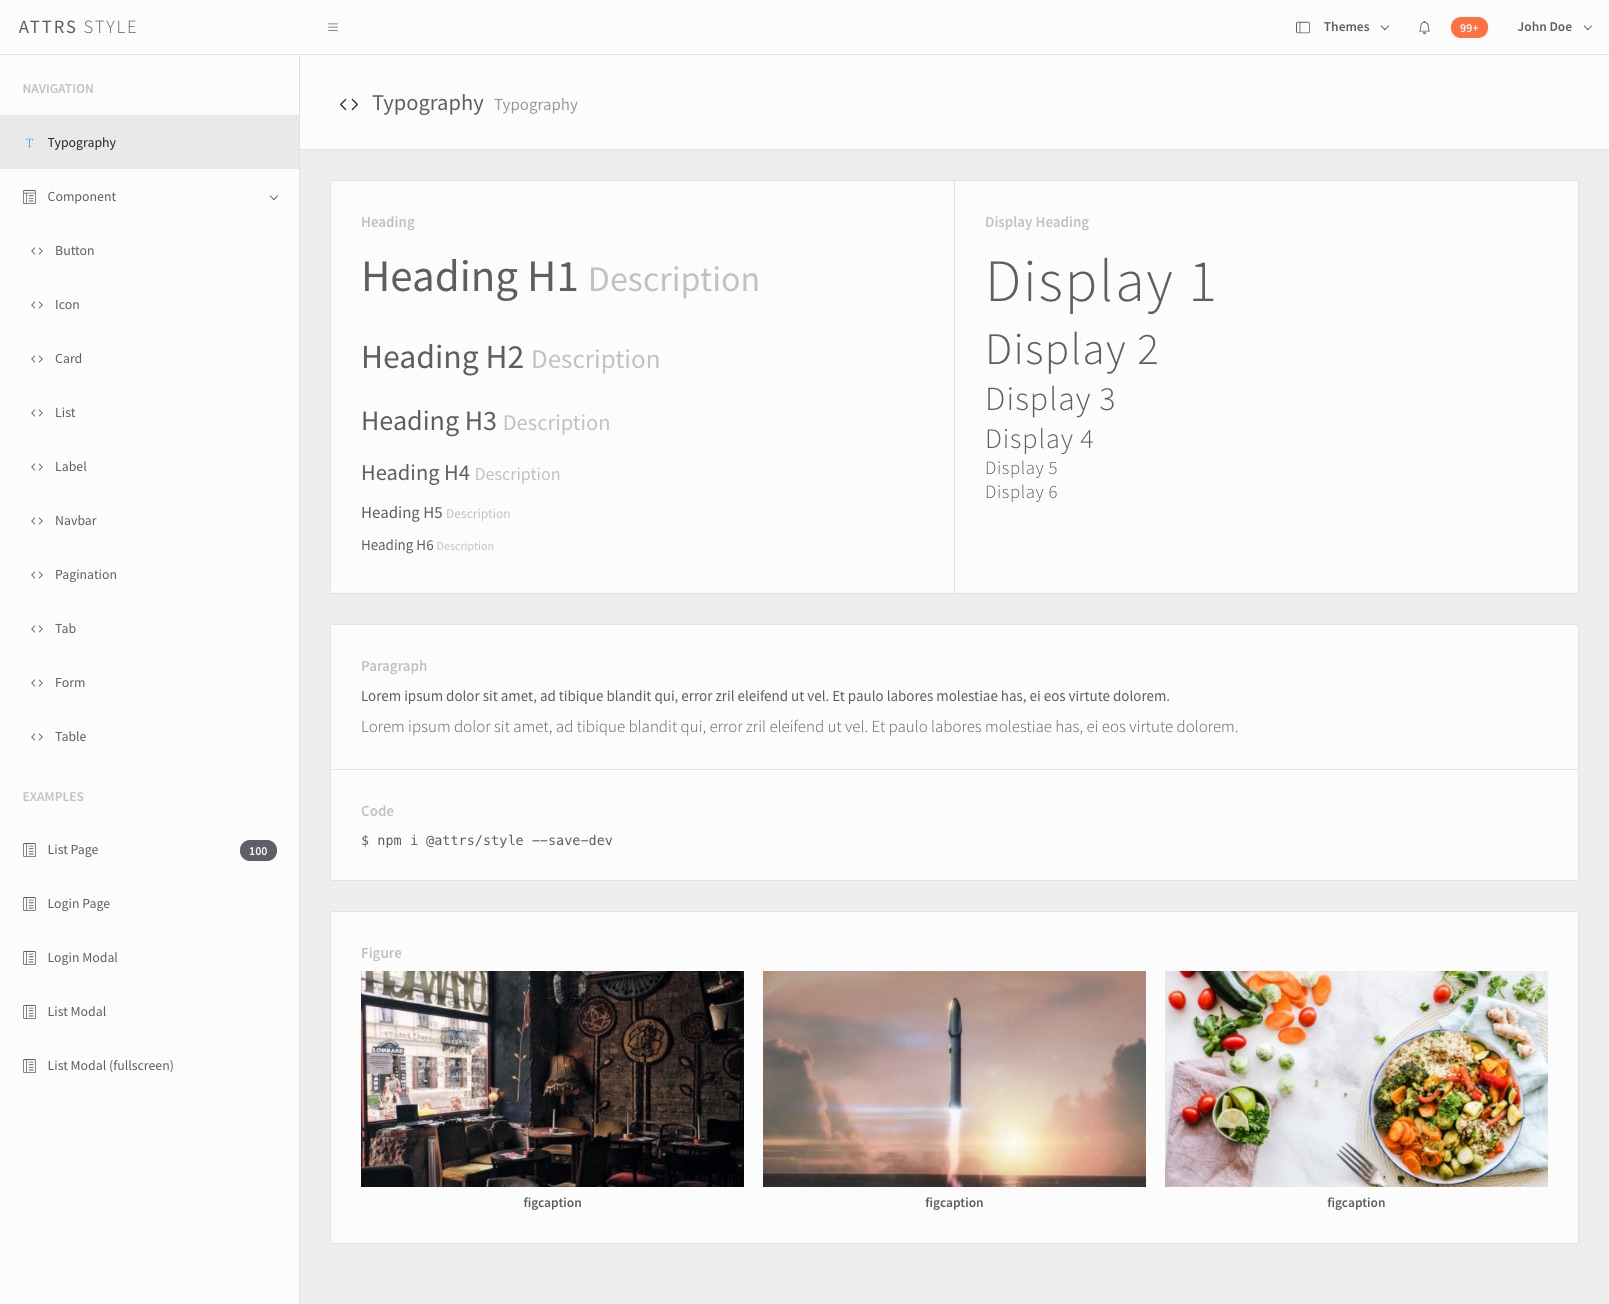 ATTRS STYLE
Themes
99+
John Doe
NAVIGATION
Typography
Component
Button
Icon
Card
List
Label
Navbar
Pagination
Tab
Form
Table
EXAMPLES
List Page 100
Login Page
Login Modal
List Modal
List Modal (fullscreen)
Typography Typography
Heading
Heading H1 Description
Heading H2 Description
Heading H3 Description
Heading H4 Description
Heading H5 Description
Heading H6 Description
Display Heading
Display 1
Display 2
Display 3
Display 4
Display 5
Display 6
Paragraph
Lorem ipsum dolor sit amet, ad tibique blandit qui, error zril eleifend ut vel. Et paulo labores molestiae has, ei eos virtute dolorem.
Lorem ipsum dolor sit amet, ad tibique blandit qui, error zril eleifend ut vel. Et paulo labores molestiae has, ei eos virtute dolorem.
Code
$ npm i @attrs/style --save-dev
Figure
LOMBARD
figcaption
figcaption
figcaption